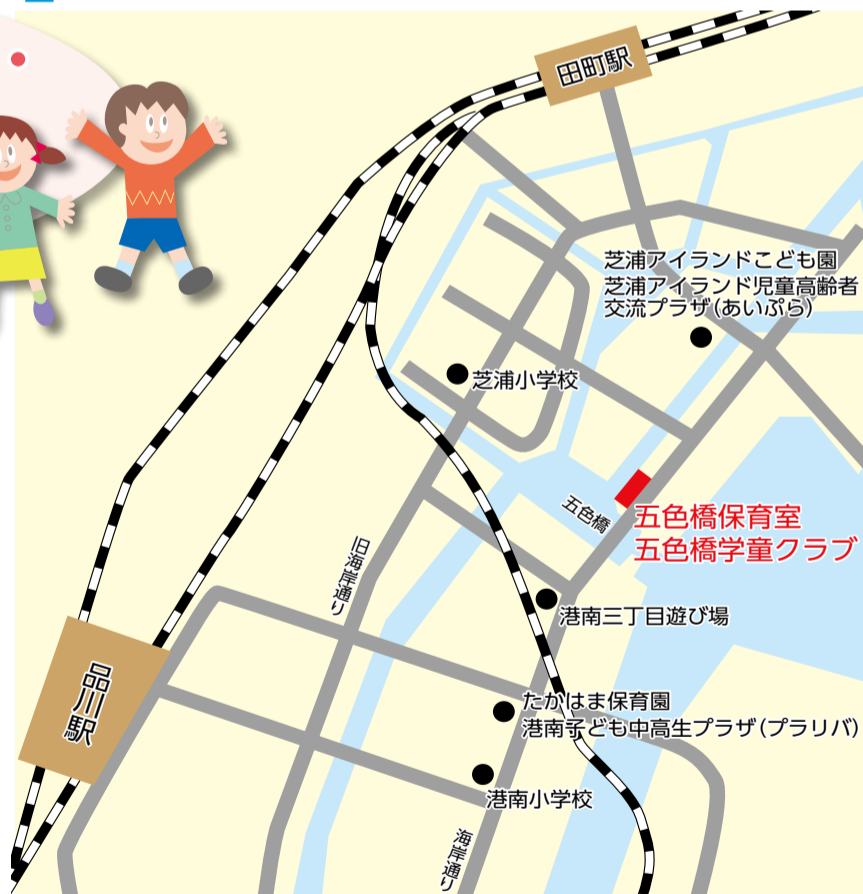 田町駅
芝浦アイランドこども園
芝浦アイランド児童高齢者
交流プラザ(あいぷら)
芝浦小学校
五色橋
五色橋保育室
五色橋学童クラブ
旧海岸通り
港南三丁目遊び場
品川駅
たかはま保育園
港南子ども中高生プラザ(プラリバ)
港南小学校
海岸通り